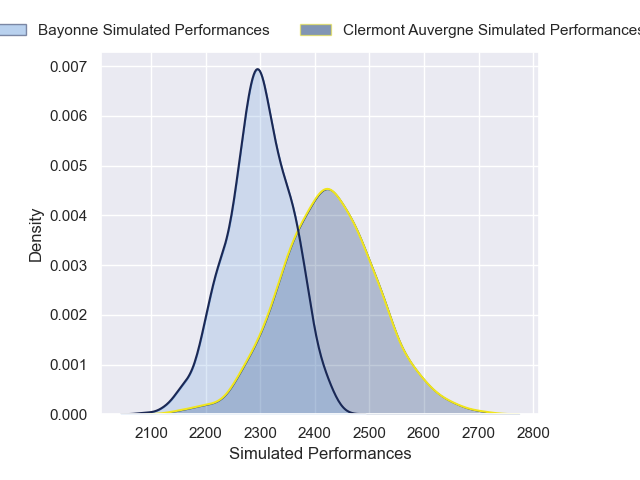 Bayonne Simulated Performances Clermont Auvergne Simulated Performances
0.007
0.006
0.005
0.004
0.003
0.002
0.001
0.000
Density
2100 2200 2300 2400 2500 2600 2700 2800
Simulated Performances